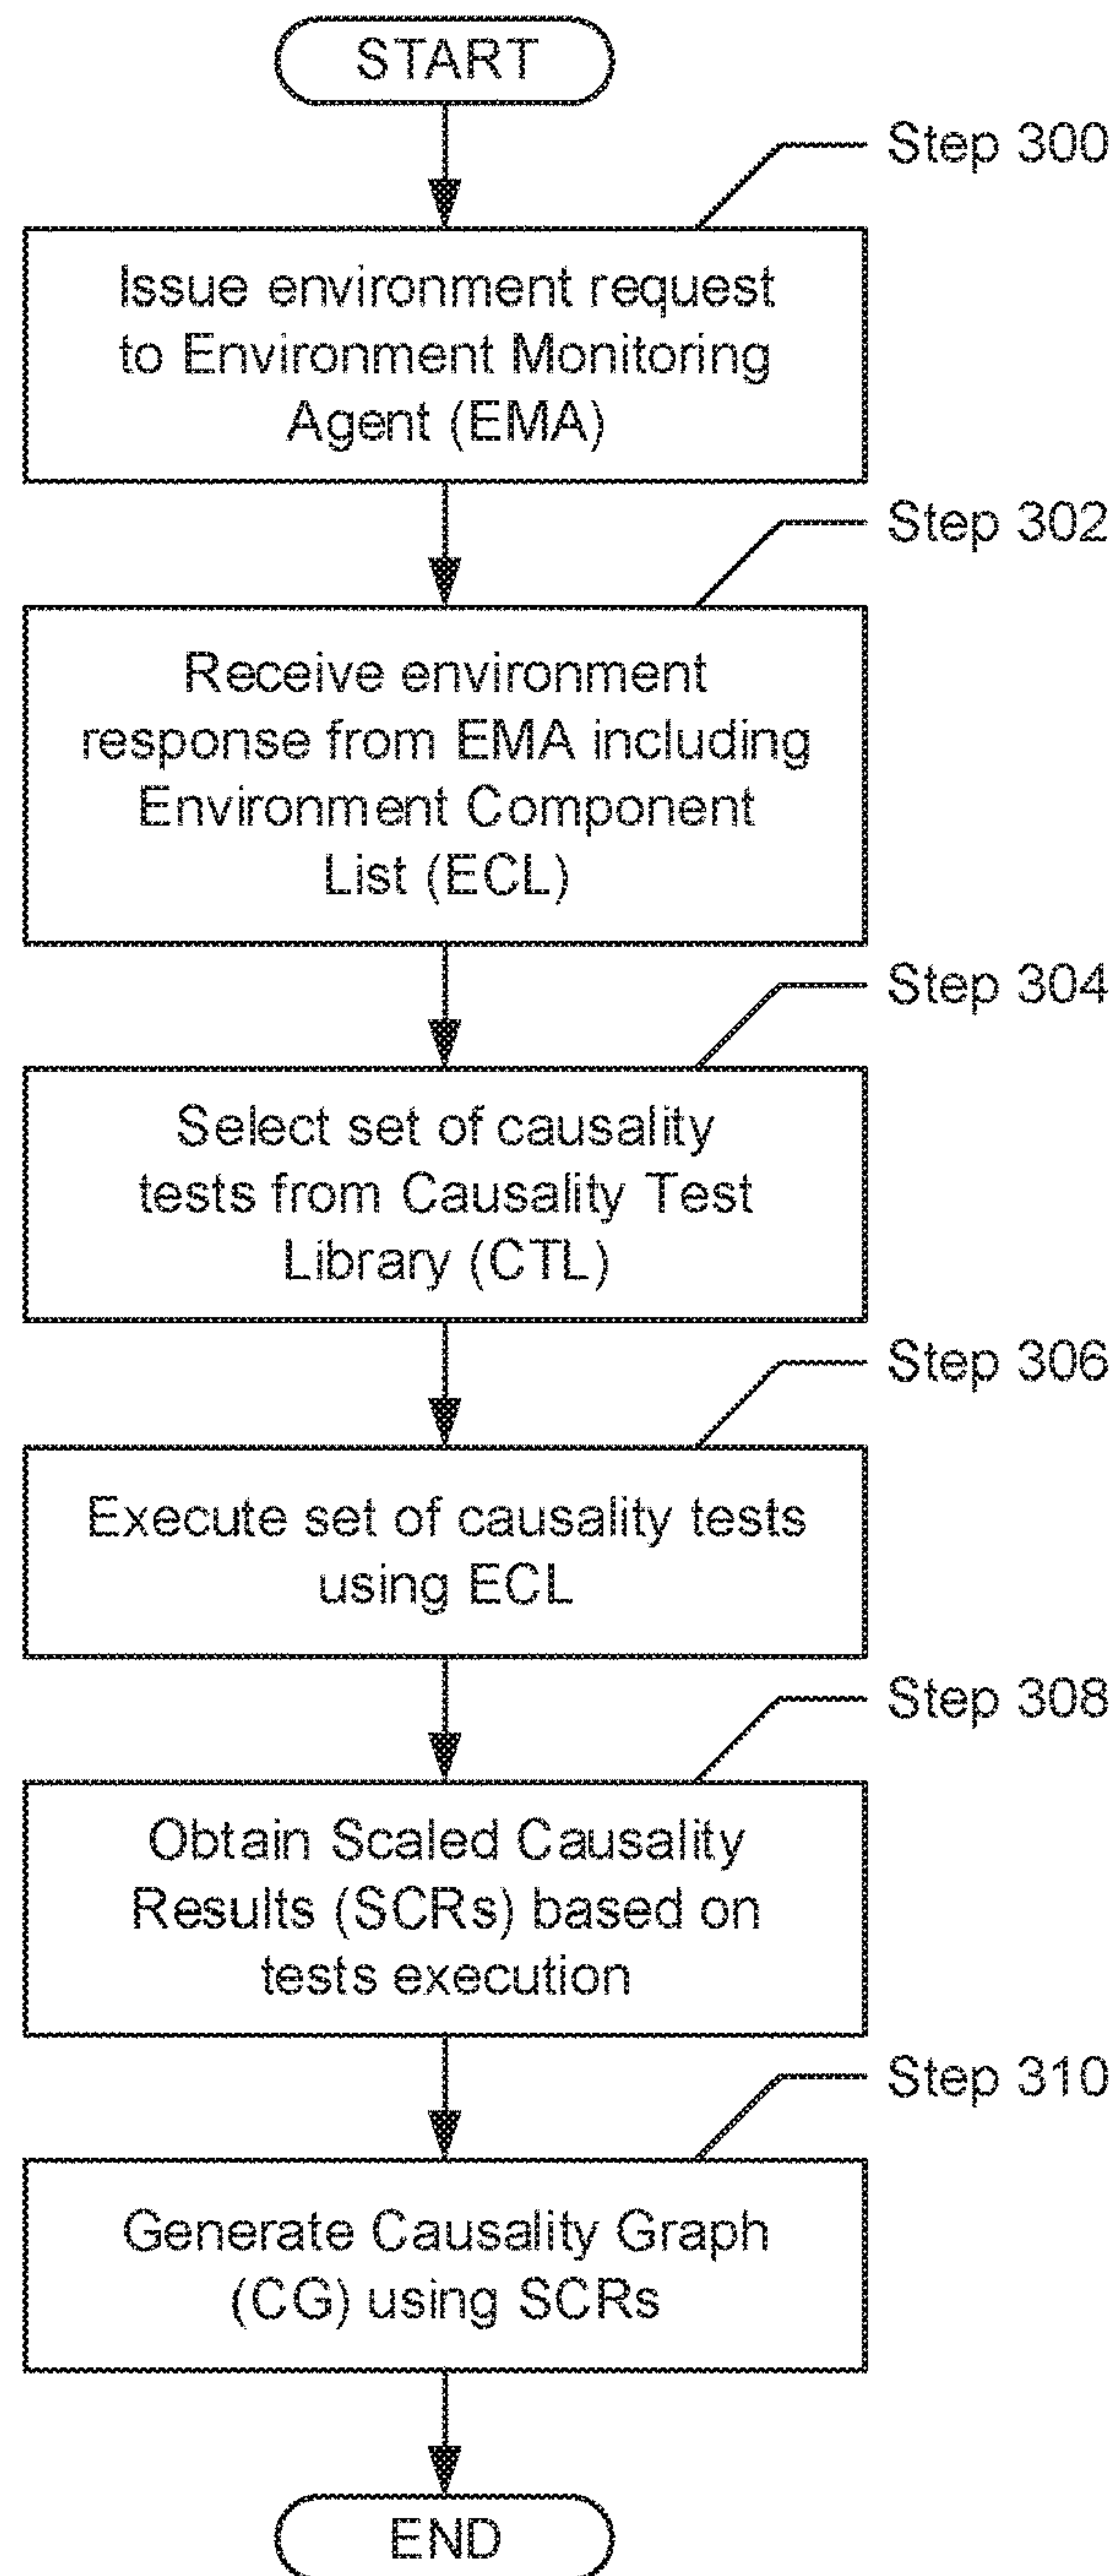 START
Step 300
Issue environment request
to Environment Monitoring
Agent (EMA)
Step 302
Receive environment
response from EMA including
Environment Component
List (ECL)
Step 304
Select set of causality
tests from Causality Test
Library (CTL)
Step 306
Execute set of causality tests
using ECL
Step 308
Obtain Scaled Causality
Results (SCRs) based on
tests execution
Step 310
Generate Causality Graph
(CG) using SCRs
END